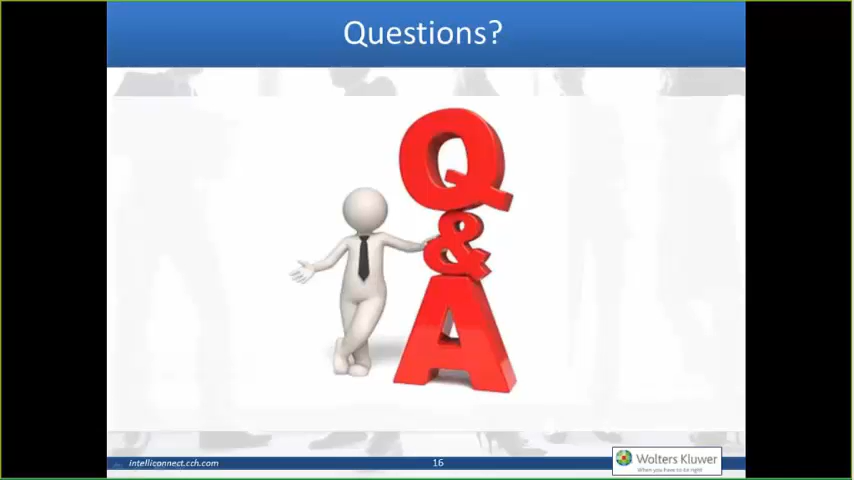 Questions?
Q
&
A
intelliconnect.cch.com
16
Wolters Kluwer
When you have to be right